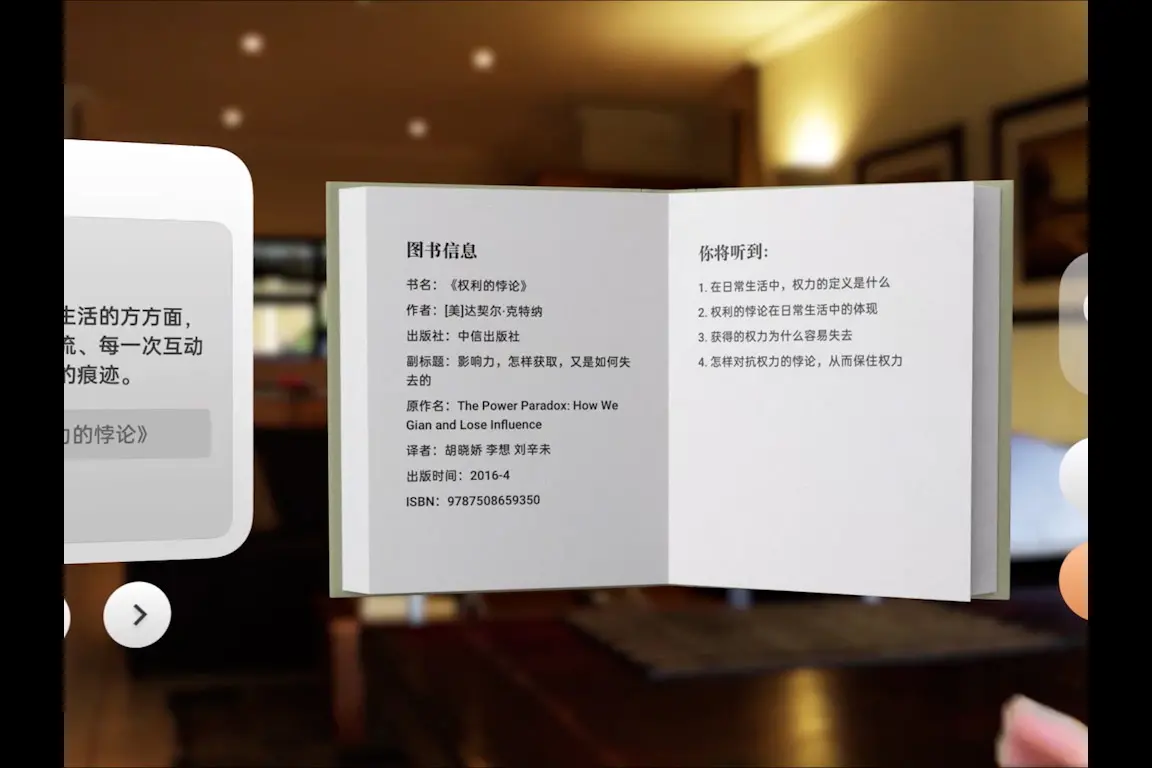 生活的方方面，
流、每一次互动
的痕迹。
力的悖论》
图书信息
书名：《权利的悖论》
作者：[美]达契尔·克特纳
出版社：中信出版社
副标题：影响力，怎样获取，又是如何失
去的
原作名：The Power Paradox: How We
Gian and Lose Influence
译者：胡晓娇 李想 刘辛未
出版时间：2016-4
ISBN：9787508659350
你将听到：
1. 在日常生活中，权力的定义是什么
2. 权利的悖论在日常生活中的体现
3. 获得的权力为什么容易失去
4. 怎样对抗权力的悖论，从而保住权力